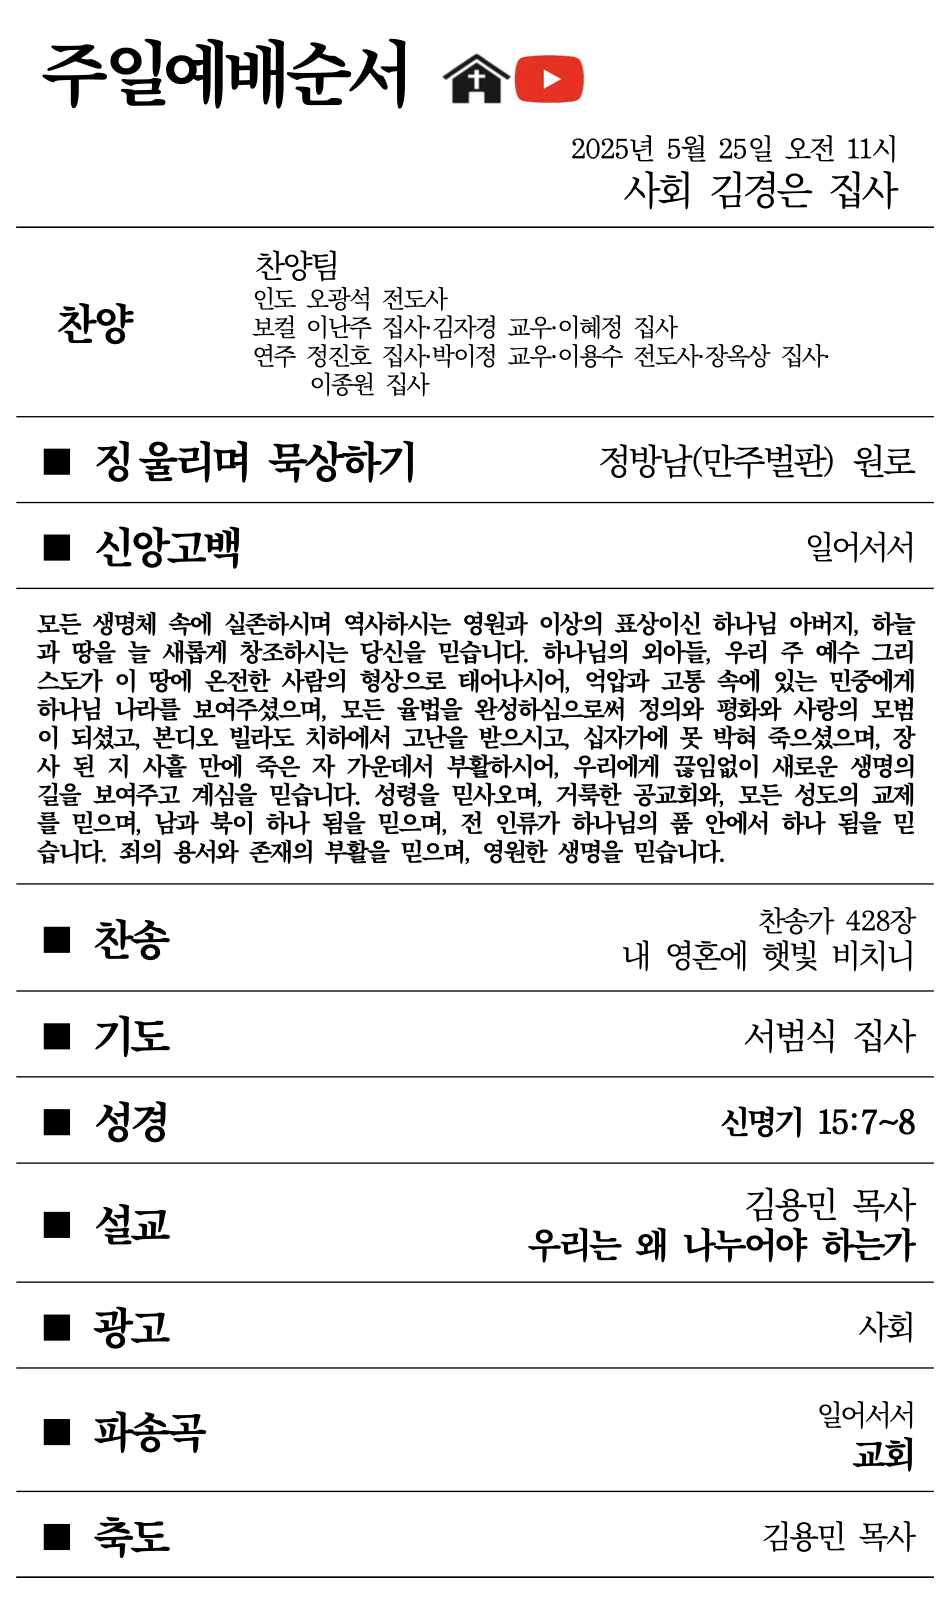 주일예배순서
2025년 5월 25일 오전 11시
사회 김경은 집사
찬양
찬양팀
인도 오광석 전도사
보컬 이난주 집사·김자경 교우·이혜정 집사
연주 정진호 집사·박이정 교우·이용수 전도사·장옥상 집사·
이종원 집사
■ 징 울리며 묵상하기 정방남(만주벌판) 원로
■ 신앙고백 일어서서
모든 생명체 속에 실존하시며 역사하시는 영원과 이상의 표상이신 하나님 아버지, 하늘
과 땅을 늘 새롭게 창조하시는 당신을 믿습니다. 하나님의 외아들, 우리 주 예수 그리
스도가 이 땅에 온전한 사람의 형상으로 태어나시어, 억압과 고통 속에 있는 민중에게
하나님 나라를 보여주셨으며, 모든 율법을 완성하심으로써 정의와 평화와 사랑의 모범
이 되셨고, 본디오 빌라도 치하에서 고난을 받으시고, 십자가에 못 박혀 죽으셨으며, 장
사 된 지 사흘 만에 죽은 자 가운데서 부활하시어, 우리에게 끊임없이 새로운 생명의
길을 보여주고 계심을 믿습니다. 성령을 믿사오며, 거룩한 공교회와, 모든 성도의 교제
를 믿으며, 남과 북이 하나 됨을 믿으며, 전 인류가 하나님의 품 안에서 하나 됨을 믿
습니다. 죄의 용서와 존재의 부활을 믿으며, 영원한 생명을 믿습니다.
■ 찬송
찬송가 428장
내 영혼에 햇빛 비치니
■ 기도 서범식 집사
■ 성경 신명기 15:7~8
■ 설교
김용민 목사
우리는 왜 나누어야 하는가
■ 광고 사회
■ 파송곡
일어서서
교회
■ 축도 김용민 목사